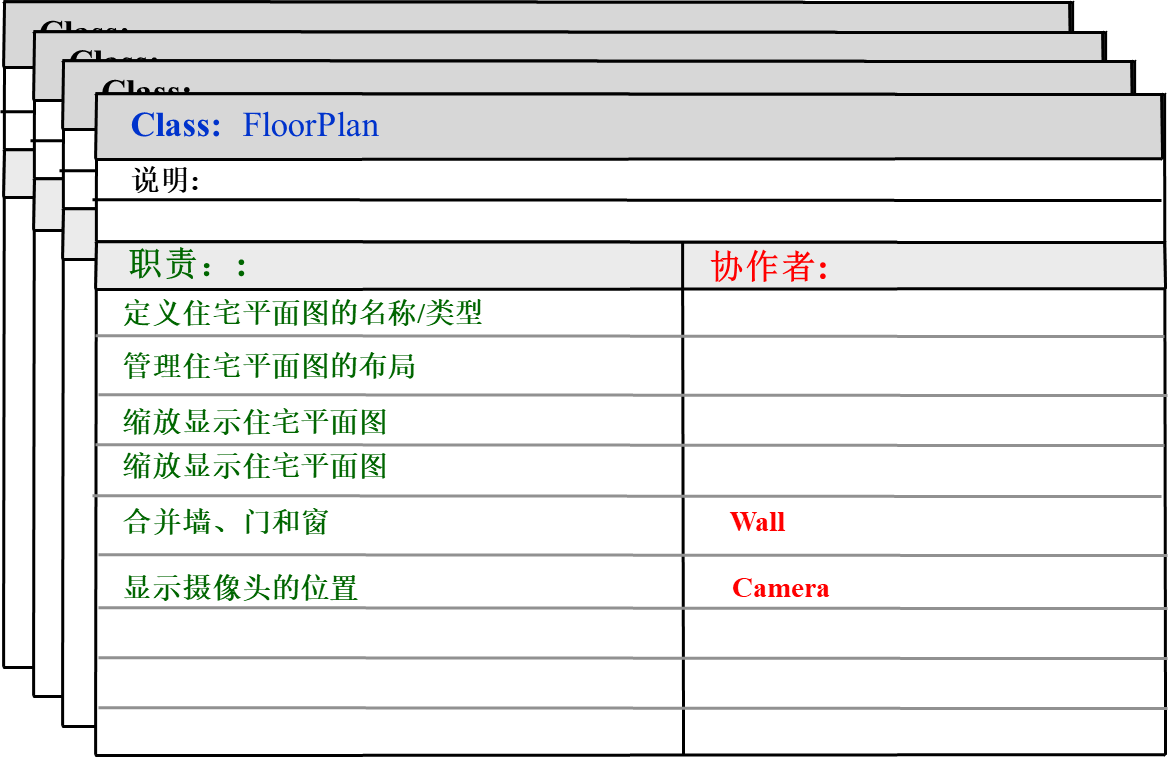 Class:
Class:
Class:
Class: FloorPlan
说明:
职责：: 协作者:
定义住宅平面图的名称/类型
管理住宅平面图的布局
缩放显示住宅平面图
缩放显示住宅平面图
合并墙、门和窗 Wall
显示摄像头的位置 Camera